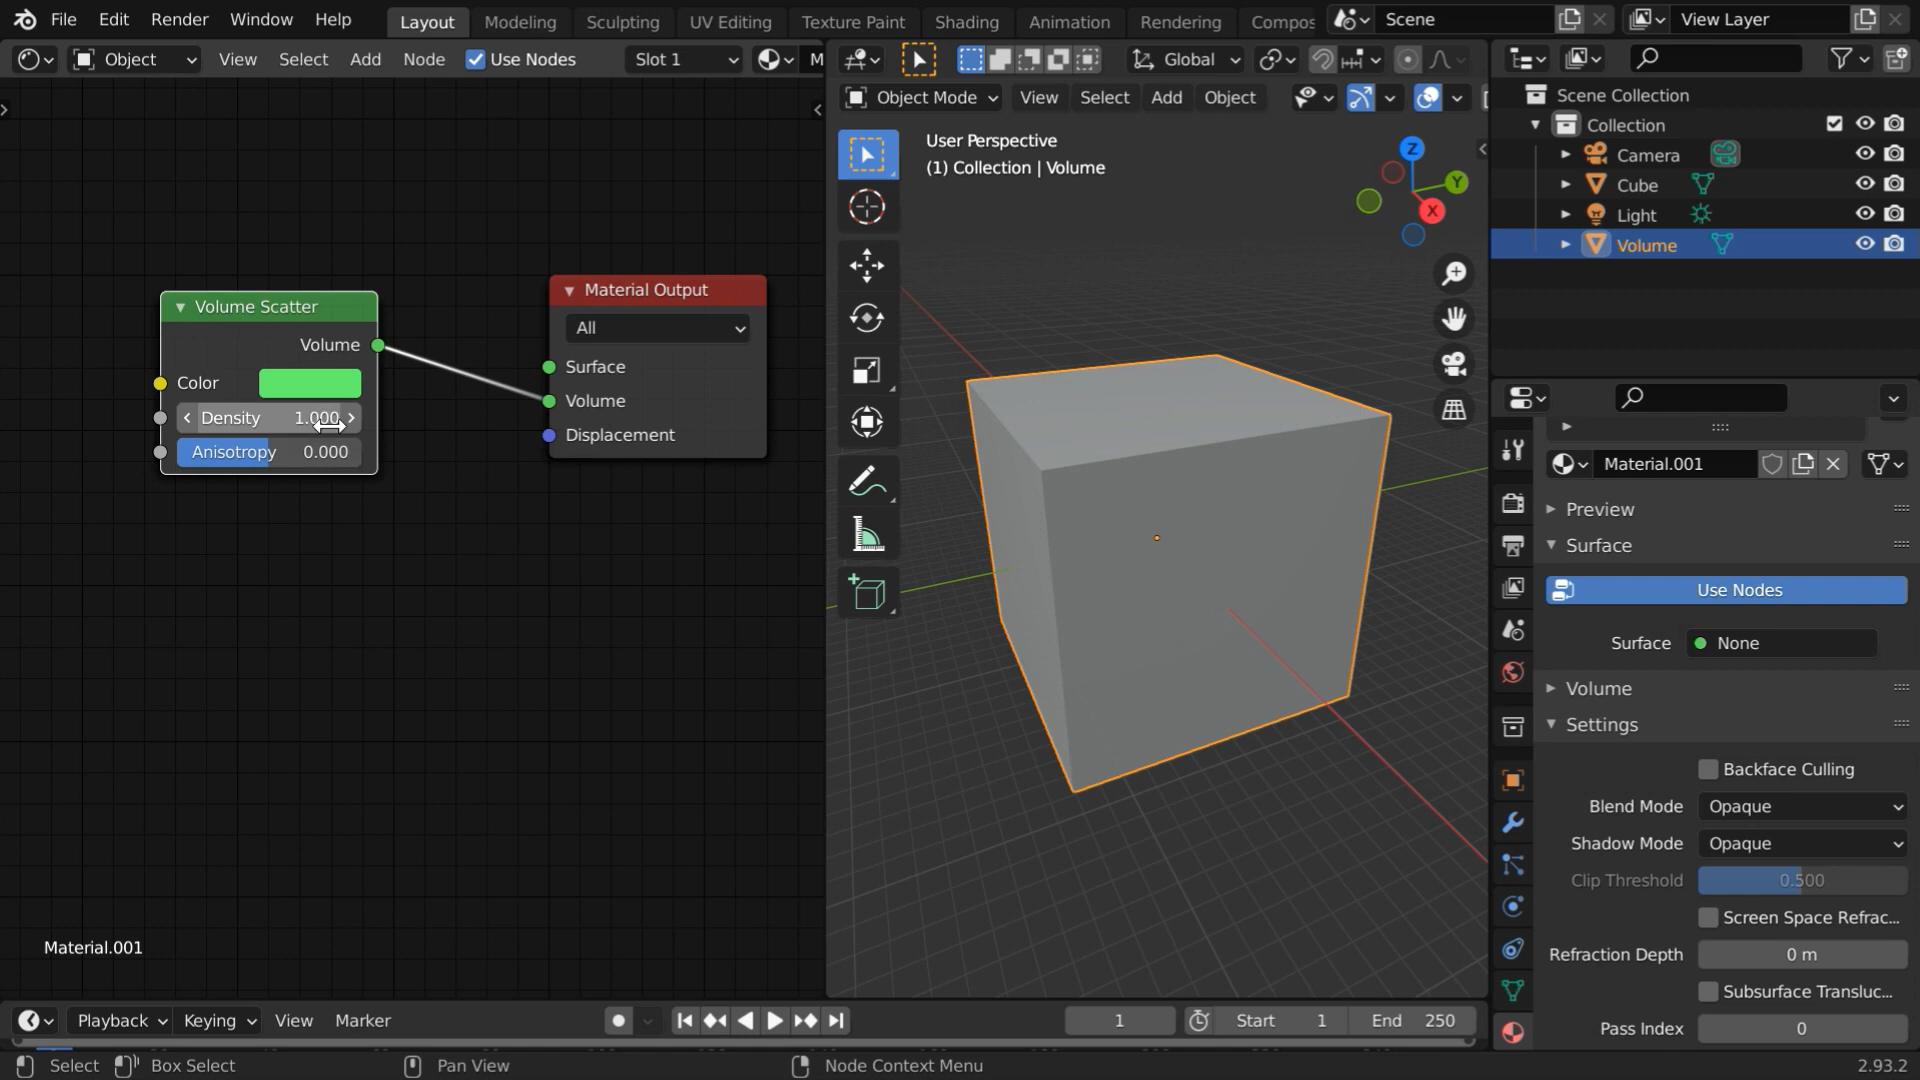 File Edit Render Window Help Layout Modeling Sculpting UV Editing Texture Paint Shading Animation Rendering Compos Scene View Layer
Object View Select Add Node Use Nodes Slot 1 M Global
Object Mode View Select Add Object
Scene Collection
Collection
Camera
Cube
Light
Volume
User Perspective
(1) Collection | Volume
Z
Y
X
Volume Scatter
Volume
Color
Density 1.000
Anisotropy 0.000
Material Output
All
Surface
Volume
Displacement
Material.001
Material.001
Preview
Surface
Use Nodes
Surface None
Volume
Settings
Backface Culling
Blend Mode Opaque
Shadow Mode Opaque
Clip Threshold 0.500
Screen Space Refrac...
Refraction Depth 0 m
Subsurface Transluc...
Pass Index 0
Playback Keying View Marker 1 Start 1 End 250
Select Box Select Pan View Node Context Menu 2.93.2